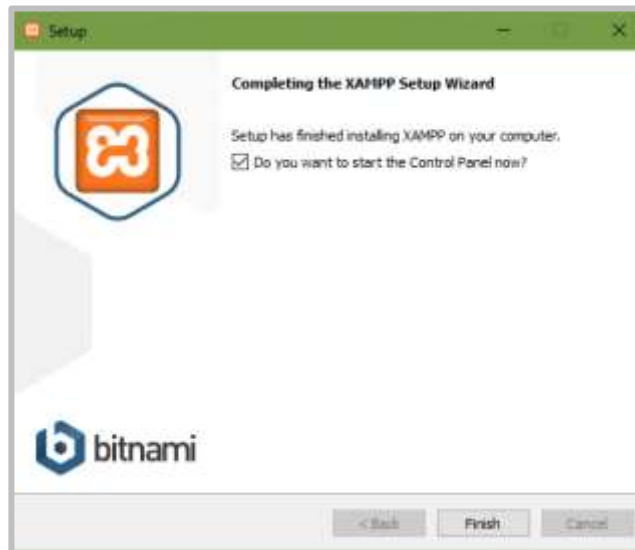 Setup
Completing the XAMPP Setup Wizard
Setup has finished installing XAMPP on your computer.
Do you want to start the Control Panel now?
bitnami
< Back
Finish
Cancel